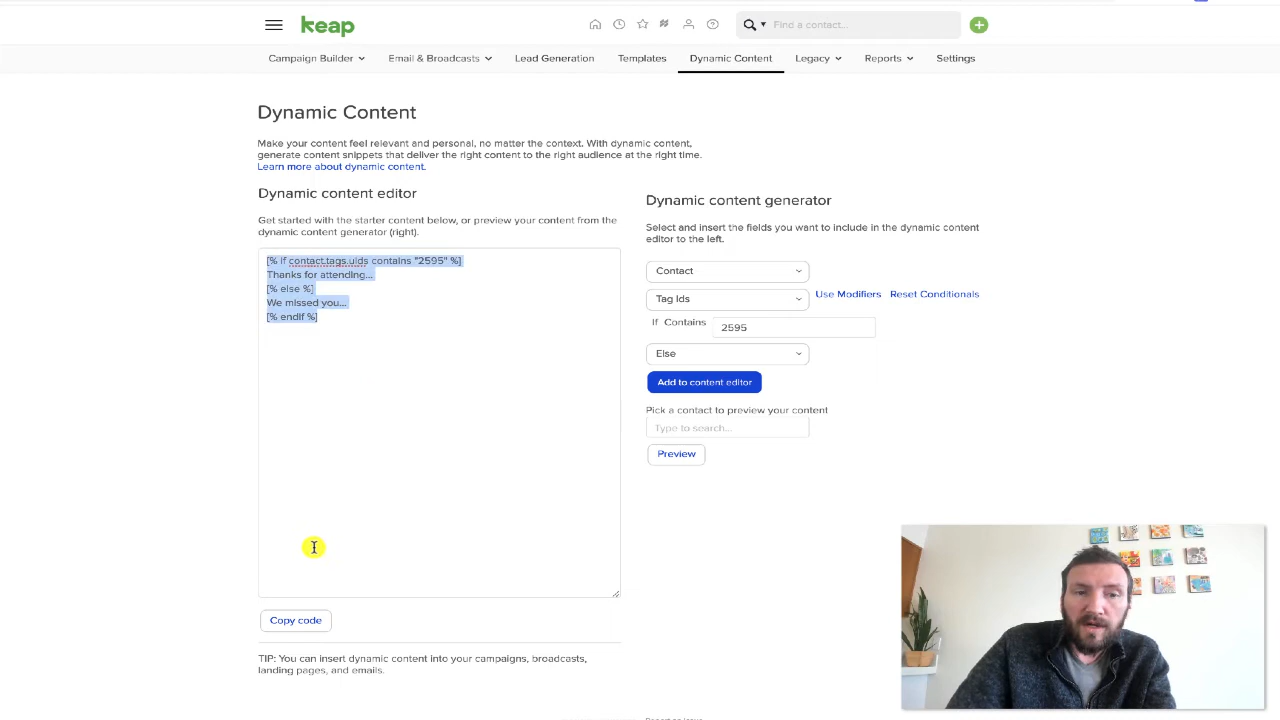 keap
Find a contact...
Campaign Builder
Email & Broadcasts
Lead Generation
Templates
Dynamic Content
Legacy
Reports
Settings
Dynamic Content
Make your content feel relevant and personal, no matter the context. With dynamic content,
generate content snippets that deliver the right content to the right audience at the right time.
Learn more about dynamic content.
Dynamic content editor
Get started with the starter content below, or preview your content from the
dynamic content generator (right).
[% if contact.tags.uids contains "2595" %]
Thanks for attending...
[% else %]
We missed you...
[% endif %]
Copy code
TIP: You can insert dynamic content into your campaigns, broadcasts,
landing pages, and emails.
Dynamic content generator
Select and insert the fields you want to include in the dynamic content
editor to the left.
Contact
Tag Ids
Use Modifiers
Reset Conditionals
If Contains
2595
Else
Add to content editor
Pick a contact to preview your content
Type to search...
Preview